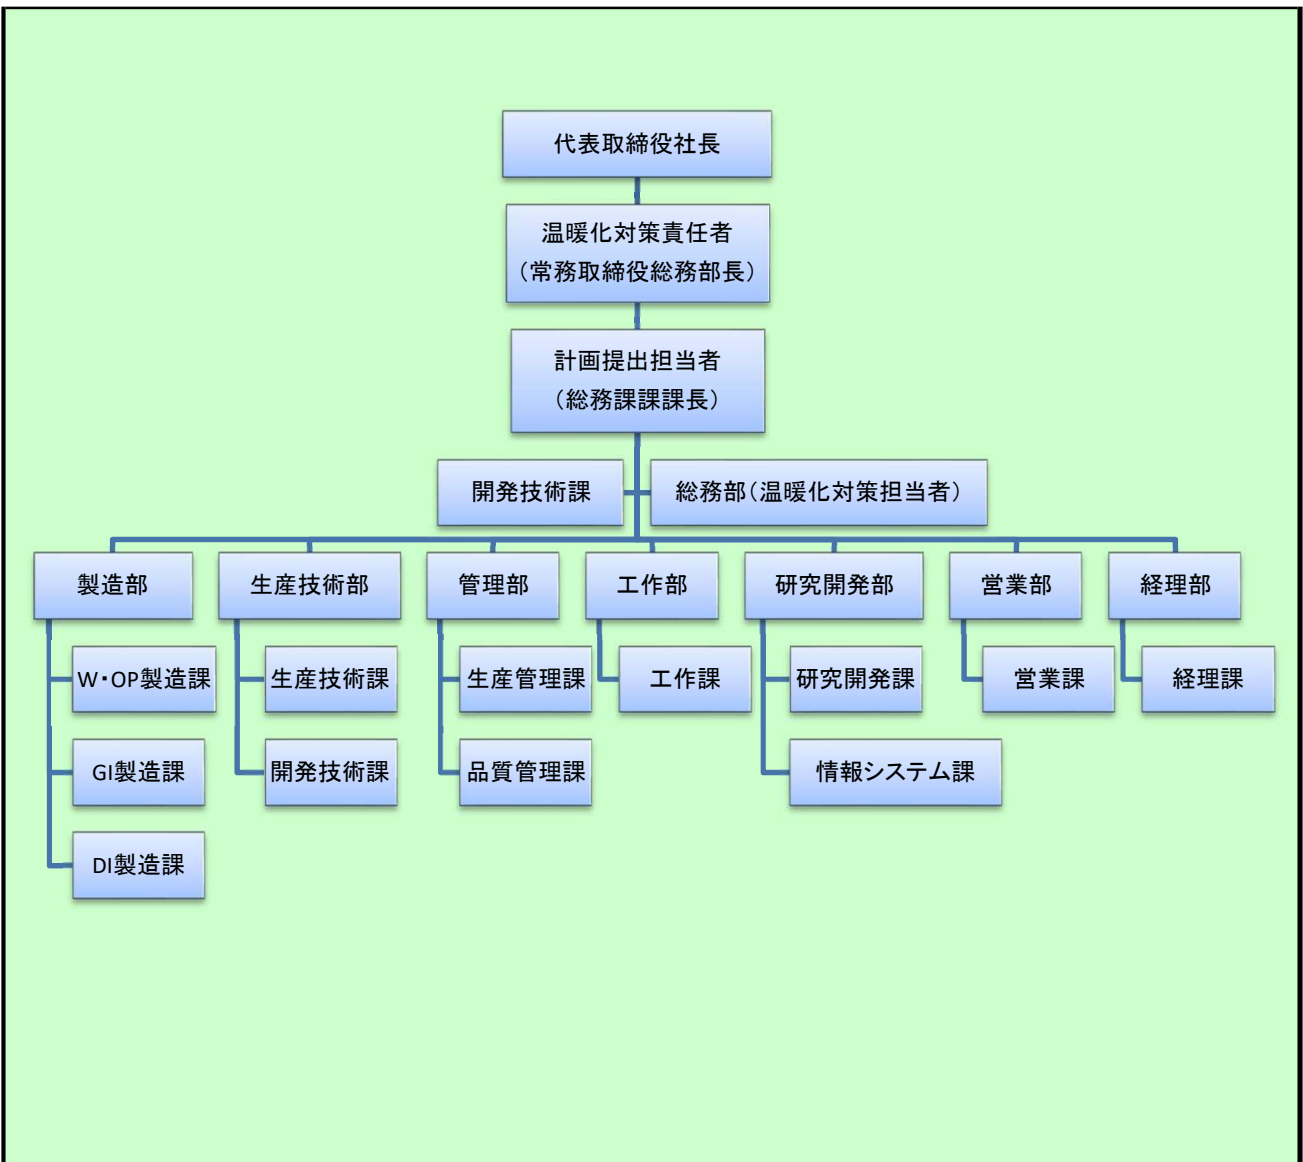 代表取締役社長
温暖化対策責任者
（常務取締役総務部長）
計画提出担当者
（総務課課課長）
開発技術課
総務部（温暖化対策担当者）
製造部
生産技術部
管理部
工作部
研究開発部
営業部
経理部
W・OP製造課
生産技術課
生産管理課
工作課
研究開発課
営業課
経理課
GI製造課
開発技術課
品質管理課
情報システム課
DI製造課